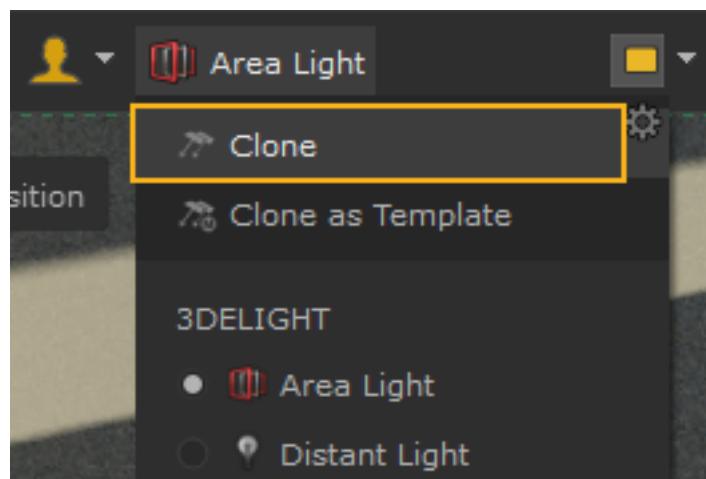 Area Light
Clone
sition
Clone as Template
3DELIGHT
Area Light
Distant Light